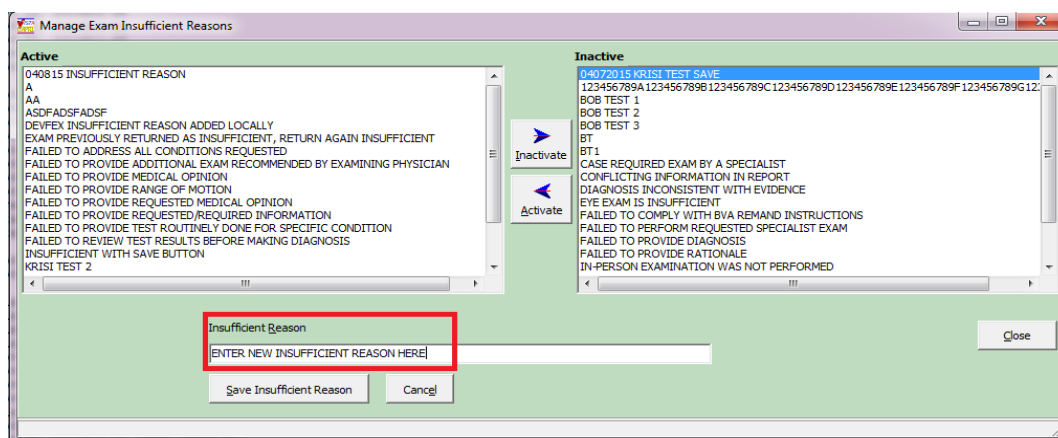 Manage Exam Insufficient Reasons
Active
040815 INSUFFICIENT REASON
A
AA
ASDFADSFADSF
DEVFEX INSUFFICIENT REASON ADDED LOCALLY
EXAM PREVIOUSLY RETURNED AS INSUFFICIENT, RETURN AGAIN INSUFFICIENT
FAILED TO ADDRESS ALL CONDITIONS REQUESTED
FAILED TO PROVIDE ADDITIONAL EXAM RECOMMENDED BY EXAMINING PHYSICIAN
FAILED TO PROVIDE MEDICAL OPINION
FAILED TO PROVIDE RANGE OF MOTION
FAILED TO PROVIDE REQUESTED MEDICAL OPINION
FAILED TO PROVIDE REQUESTED/REQUIRED INFORMATION
FAILED TO PROVIDE TEST ROUTINELY DONE FOR SPECIFIC CONDITION
FAILED TO REVIEW TEST RESULTS BEFORE MAKING DIAGNOSIS
INSUFFICIENT WITH SAVE BUTTON
KRISI TEST 2
Inactivate
Activate
Inactive
04072015 KRISI TEST SAVE
123456789A123456789B123456789C123456789D123456789E123456789F123456789G12
BOB TEST 1
BOB TEST 2
BOB TEST 3
BT
BT1
CASE REQUIRED EXAM BY A SPECIALIST
CONFLICTING INFORMATION IN REPORT
DIAGNOSIS INCONSISTENT WITH EVIDENCE
EYE EXAM IS INSUFFICIENT
FAILED TO COMPLY WITH BVA REMAND INSTRUCTIONS
FAILED TO PERFORM REQUESTED SPECIALIST EXAM
FAILED TO PROVIDE DIAGNOSIS
FAILED TO PROVIDE RATIONALE
IN-PERSON EXAMINATION WAS NOT PERFORMED
Insufficient Reason
ENTER NEW INSUFFICIENT REASON HERE
Save Insufficient Reason
Cancel
Close